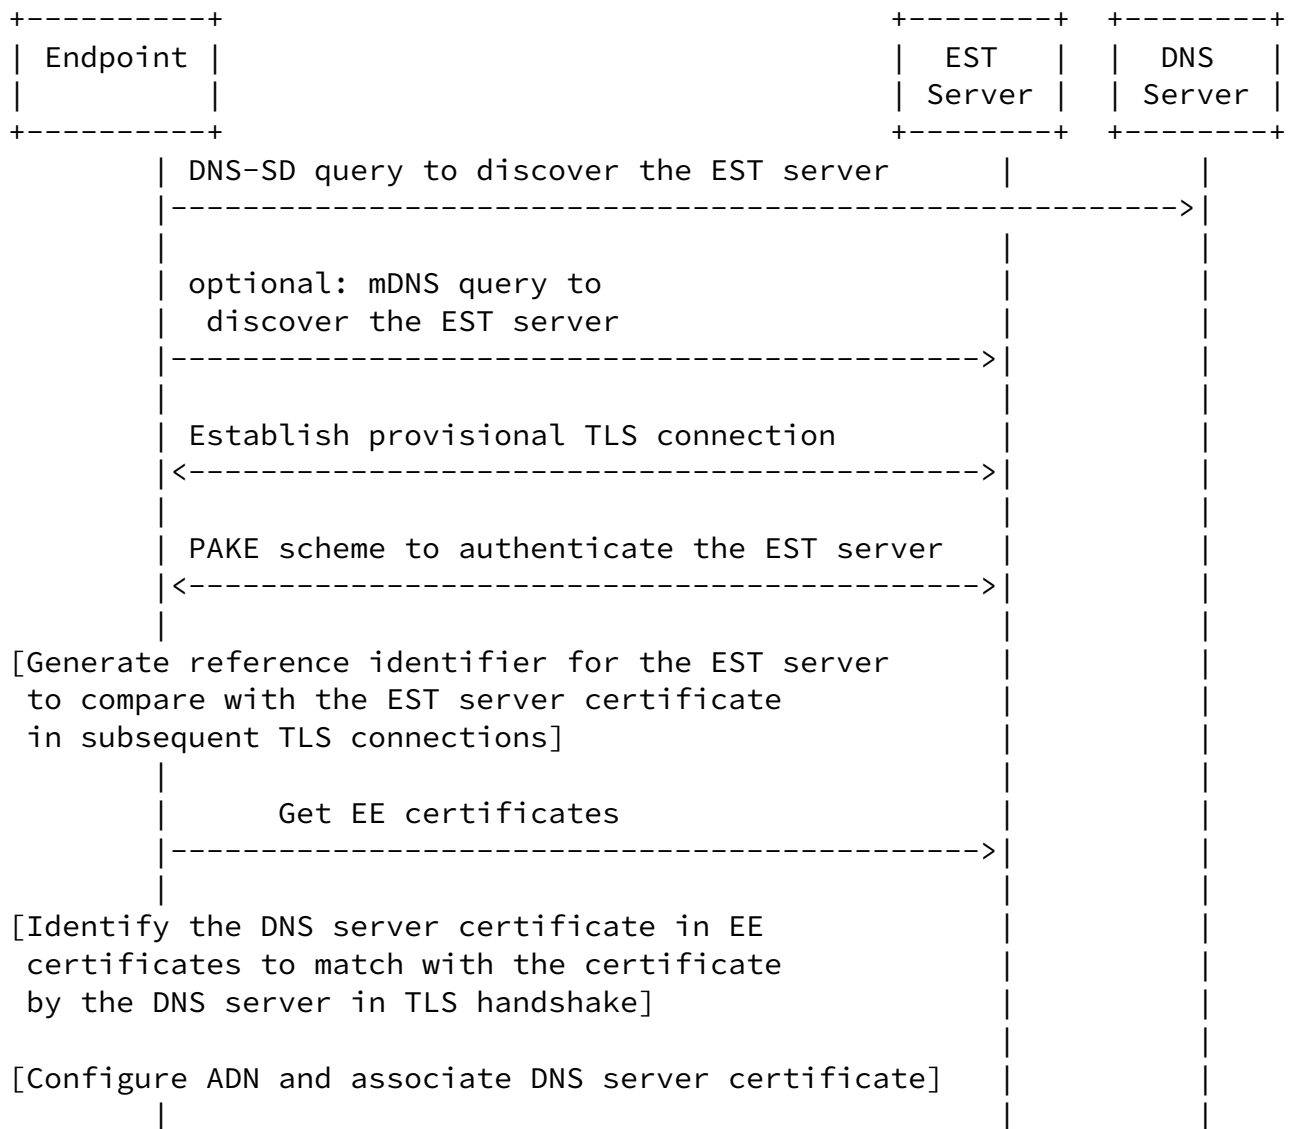 Endpoint EST DNS
Server Server
DNS-SD query to discover the EST server
optional: mDNS query to
discover the EST server
Establish provisional TLS connection
PAKE scheme to authenticate the EST server
[Generate reference identifier for the EST server
to compare with the EST server certificate
in subsequent TLS connections]
Get EE certificates
[Identify the DNS server certificate in EE
certificates to match with the certificate
by the DNS server in TLS handshake]
[Configure ADN and associate DNS server certificate]